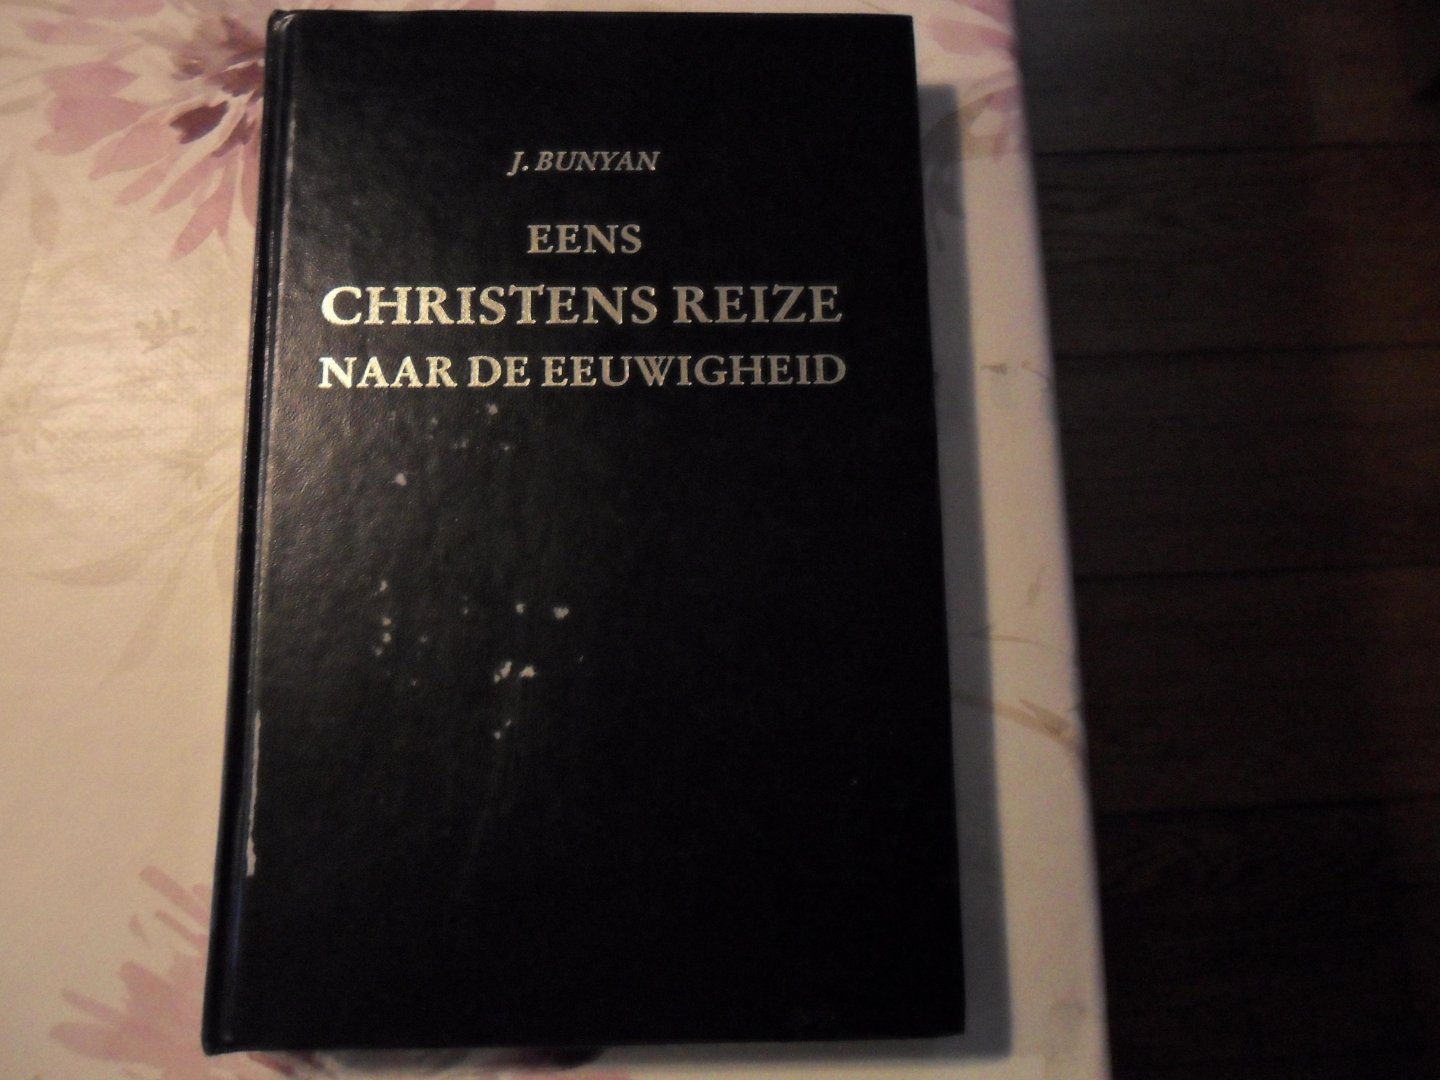 J. BUNYAN
EENS
CHRISTENS REIZE
NAAR DE EEUWIGHEID